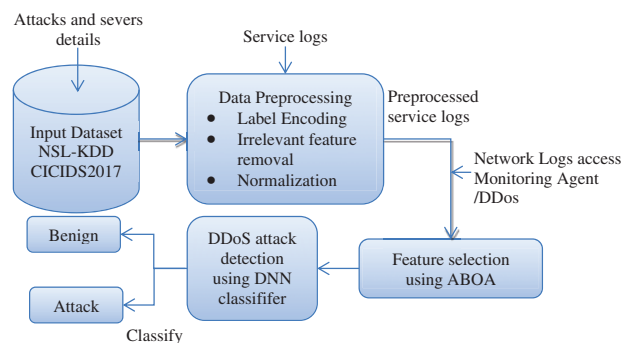 Attacks and severs
details
Service logs
Input Dataset
NSL-KDD
CICIDS2017
Data Preprocessing
● Label Encoding
● Irrelevant feature
removal
● Normalization
Preprocessed
service logs
Network Logs access
Monitoring Agent
/DDos
Benign
Attack
Classify
DDoS attack
detection
using DNN
classififer
Feature selection
using ABOA